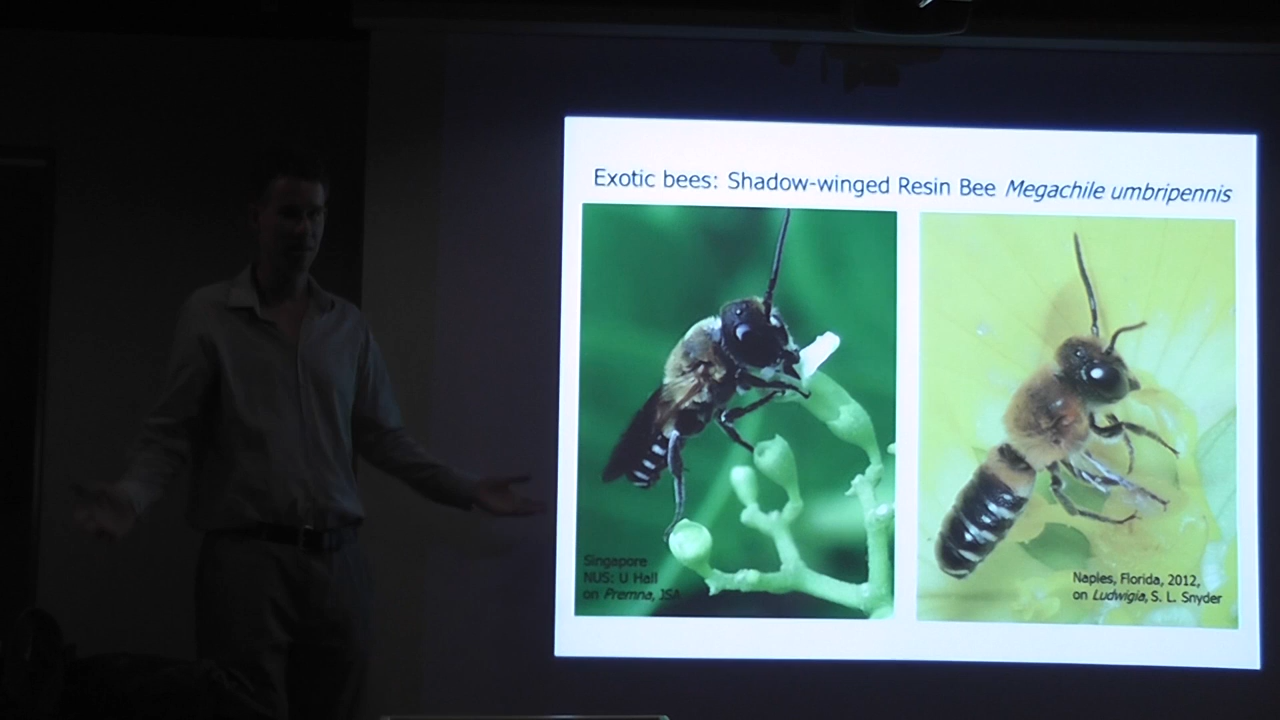 Exotic bees: Shadow-winged Resin Bee Megachile umbripennis
Singapore
NUS: U Hall
on Premna, JSA
Naples, Florida, 2012,
on Ludwigia, S. L. Snyder